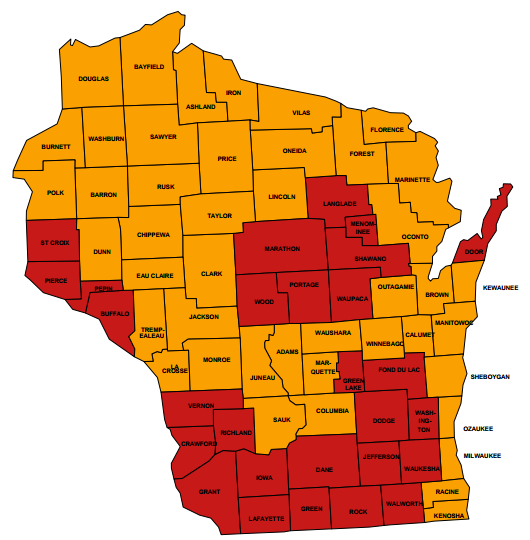 BAYFIELD
DOUGLAS
IRON
ASHLAND
VILAS
FLORENCE
SAWYER
WASHBURN
BURNETT
ONEIDA
FOREST
PRICE
MARINETTE
RUSK
POLK
BARRON
LINCOLN
LANGLADE
TAYLOR
MENOM-
INEE
CHIPPEWA
OCONTO
ST CROIX
DUNN
MARATHON
DOOR
SHAWANO
CLARK
EAU CLAIRE
PIERCE
PEPIN
PORTAGE
OUTAGAMIE
KEWAUNEE
BROWN
WOOD
WAUPACA
BUFFALO
JACKSON
MANITOWOC
TREMP-
EALEAU
WAUSHARA
CALUMET
WINNEBAGO
ADAMS
MONROE
MAR-
QUETTE
LA
CROSSE
FOND DU LAC
JUNEAU
GREEN
LAKE
SHEBOYGAN
VERNON
COLUMBIA
WASH-
ING-
TON
SAUK
DODGE
OZAUKEE
RICHLAND
CRAWFORD
MILWAUKEE
JEFFERSON
WAUKESHA
DANE
IOWA
GRANT
RACINE
WALWORTH
GREEN
ROCK
KENOSHA
LAFAYETTE